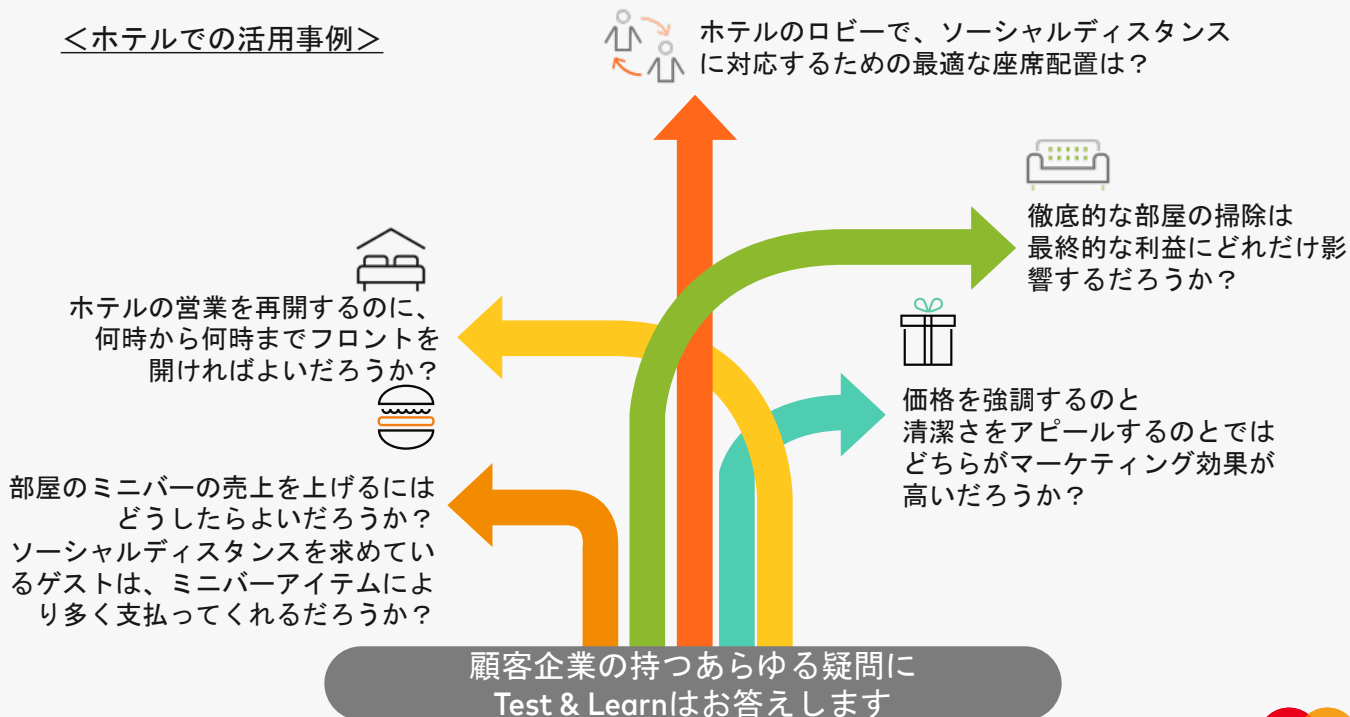 ＜ホテルでの活用事例＞
ホテルのロビーで、ソーシャルディスタンス
に対応するための最適な座席配置は？
徹底的な部屋の掃除は
最終的な利益にどれだけ影
響するだろうか？
ホテルの営業を再開するのに、
何時から何時までフロントを
開ければよいだろうか？
価格を強調するのと
清潔さをアピールするのとでは
どちらがマーケティング効果が
高いだろうか？
部屋のミニバーの売上を上げるには
どうしたらよいだろうか？
ソーシャルディスタンスを求めてい
るゲストは、ミニバーアイテムによ
り多く支払ってくれるだろうか？
顧客企業の持つあらゆる疑問に
Test & Learnはお答えします